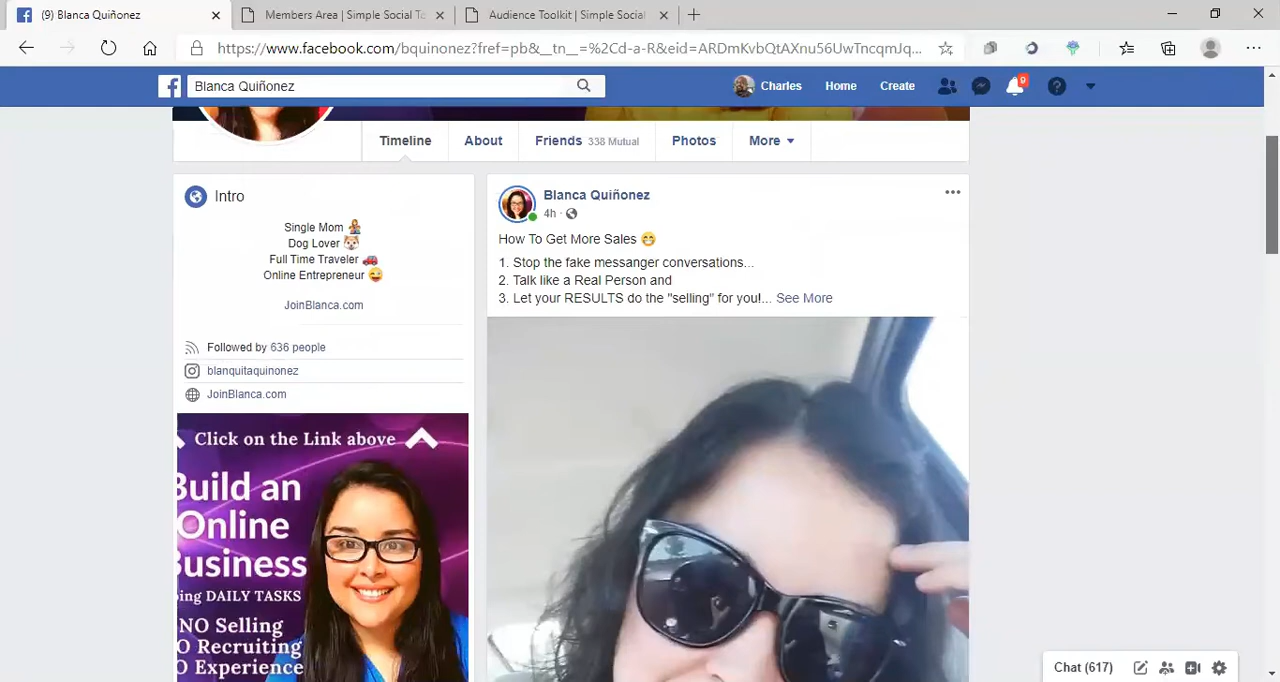 (9) Blanca Quiñonez
Members Area | Simple Social To
Audience Toolkit | Simple Social
https://www.facebook.com/bquinonez?fref=pb&__tn__=%2Cd-a-R&eid=ARDmKvbQtAXnu56UwTncqmJq...
Blanca Quiñonez
Charles
Home
Create
9
Timeline
About
Friends 338 Mutual
Photos
More
Intro
Single Mom
Dog Lover
Full Time Traveler
Online Entrepreneur
JoinBlanca.com
Followed by 636 people
blanquitaquinonez
JoinBlanca.com
Click on the Link above
Build an
Online
Business
ing DAILY TASKS
NO Selling
O Recruiting
O Experience
Blanca Quiñonez
4h
How To Get More Sales 😁
1. Stop the fake messanger conversations...
2. Talk like a Real Person and
3. Let your RESULTS do the "selling" for you!... See More
Chat (617)